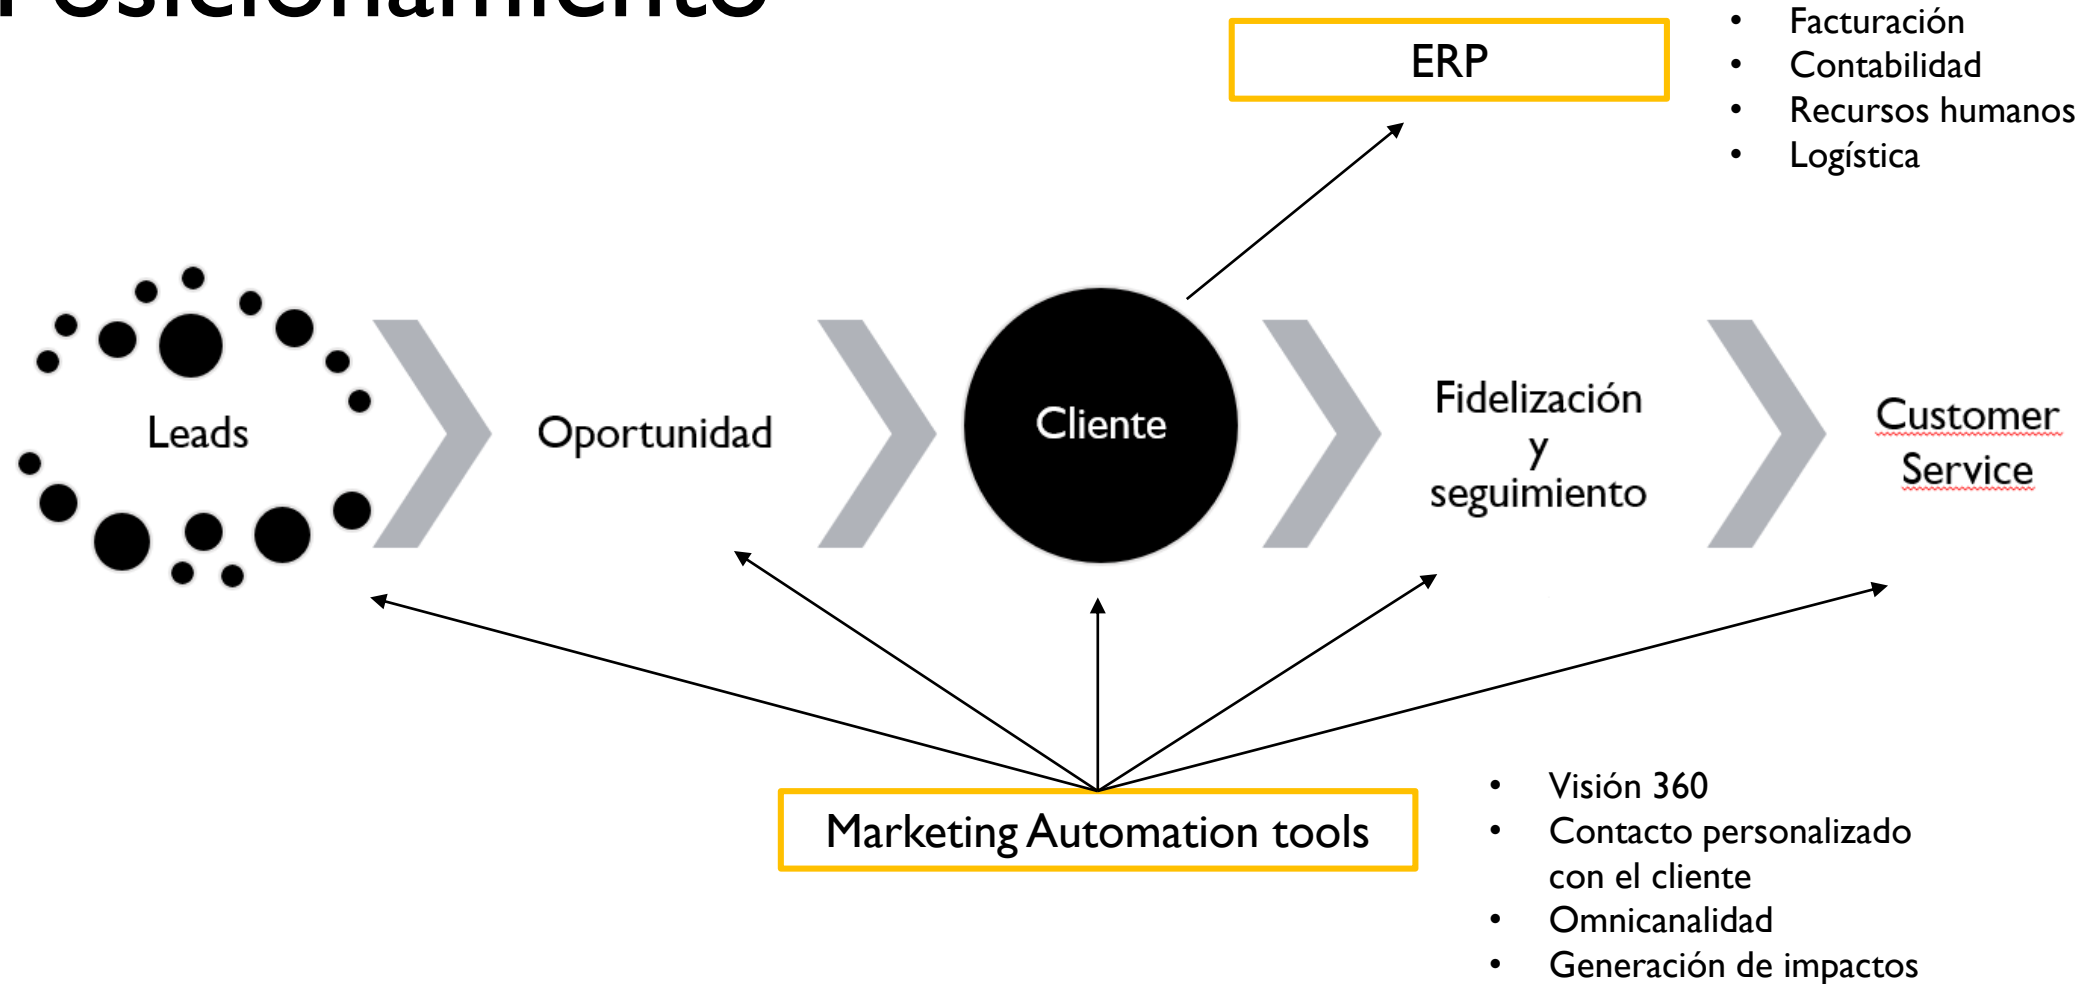 Posicionamiento
ERP
• Facturación
• Contabilidad
• Recursos humanos
• Logística
Leads
Oportunidad
Cliente
Fidelización
y
seguimiento
Customer
Service
Marketing Automation tools
• Visión 360
• Contacto personalizado
con el cliente
• Omnicanalidad
• Generación de impactos